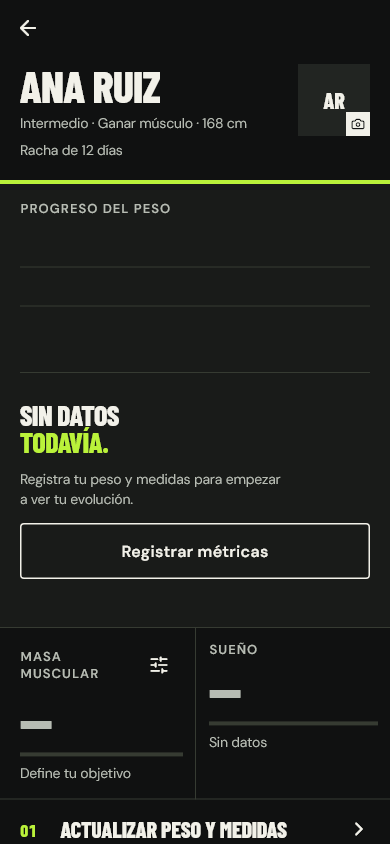 ANA RUIZ
AR
Intermedio · Ganar músculo · 168 cm
Racha de 12 días
PROGRESO DEL PESO
SIN DATOS
TODAVÍA.
Registra tu peso y medidas para empezar
a ver tu evolución.
Registrar métricas
MASA
MUSCULAR
Define tu objetivo
SUEÑO
Sin datos
01 ACTUALIZAR PESO Y MEDIDAS